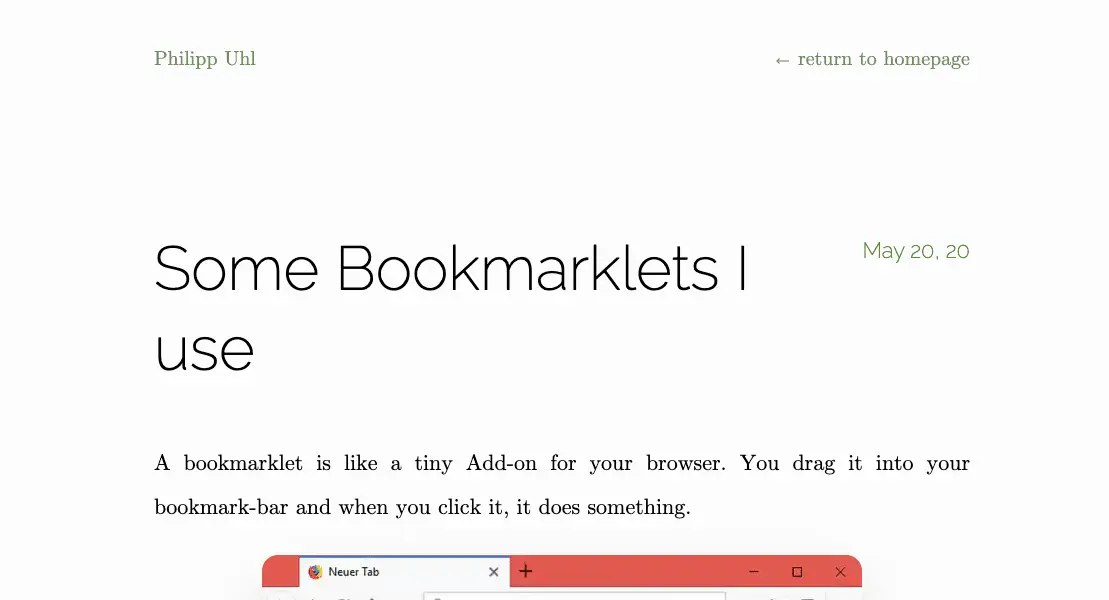 Philipp Uhl
← return to homepage
Some Bookmarklets I
use
May 20, 20
A bookmarklet is like a tiny Add-on for your browser. You drag it into your
bookmark-bar and when you click it, it does something.
Neuer Tab